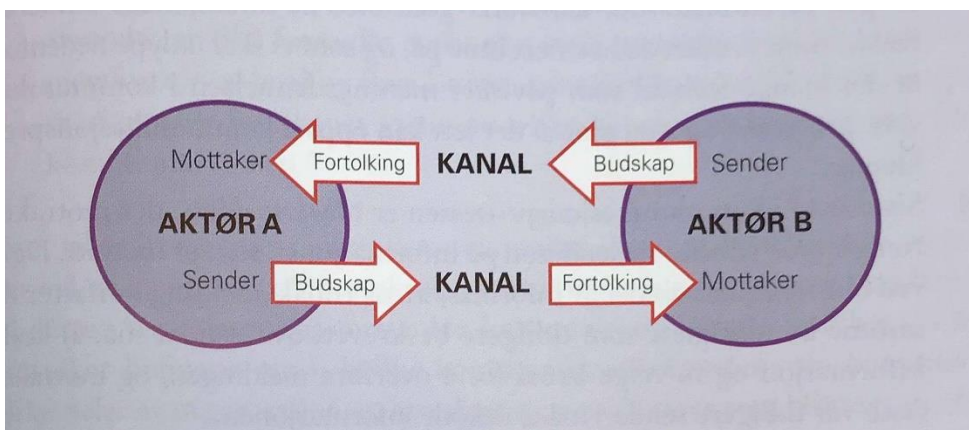 Mottaker Fortolking KANAL Budskap Sender
AKTØR A AKTØR B
Sender Budskap KANAL Fortolking Mottaker